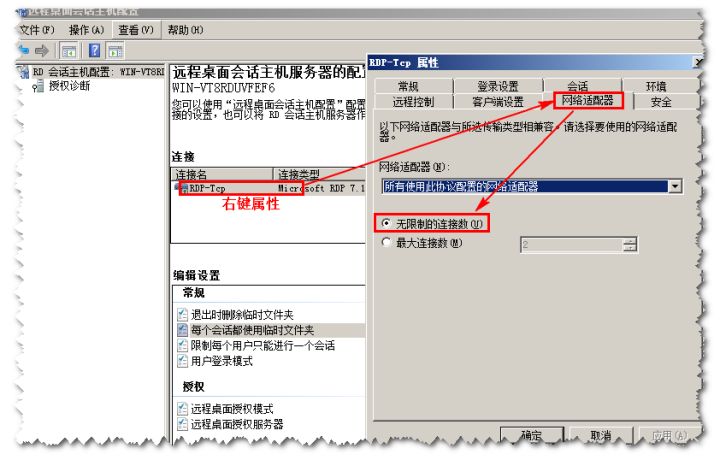 远程桌面会话主机配置
文件(F) 操作(A) 查看(V) 帮助(H)
RD 会话主机配置: WIN-VT8RI
授权诊断
远程桌面会话主机服务器的配
WIN-VT8RDUVFEF6
您可以使用“远程桌面会话主机配置”配置
接的设置，也可以将 RD 会话主机服务器作
连接
连接名 连接类型
RDP-Tcp Microsoft RDP 7.1
右键属性
编辑设置
常规
退出时删除临时文件夹
每个会话都使用临时文件夹
限制每个用户只能进行一个会话
用户登录模式
授权
远程桌面授权模式
远程桌面授权服务器
RDP-Tcp 属性
常规 登录设置 会话 环境
远程控制 客户端设置 网络适配器 安全
以下网络适配器与所选传输类型相兼容。请选择要使用的网络适配
器。
网络适配器(N):
所有使用此协议配置的网络适配器
无限制的连接数(U)
最大连接数(M) 2
确定 取消 应用(A)